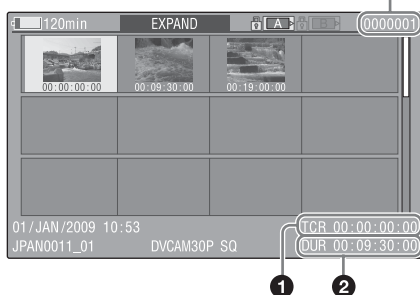 120min EXPAND A B 0000001
00:00:00:00 00:09:30:00 00:19:00:00
01/JAN/2009 10:53 TCR 00:00:00:00
JPAN0011_01 DVCAM30P SQ DUR 00:09:30:00
1 2